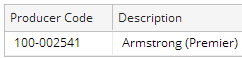 Producer Code Description
100-002541 Armstrong (Premier)